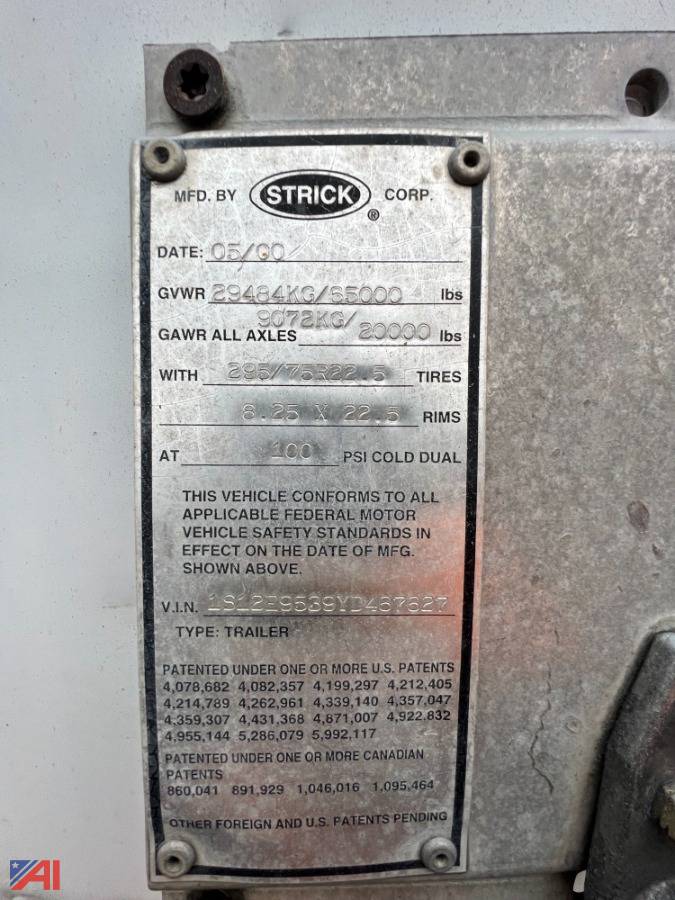 MFD. BY STRICK ® CORP.
DATE: 05/00
GVWR 29484KG/65000 lbs
GAWR ALL AXLES 9072KG/ 20000 lbs
WITH 295/75R22.5 TIRES
8.25 X 22.5 RIMS
AT 100 PSI COLD DUAL
THIS VEHICLE CONFORMS TO ALL
APPLICABLE FEDERAL MOTOR
VEHICLE SAFETY STANDARDS IN
EFFECT ON THE DATE OF MFG.
SHOWN ABOVE.
V.I.N. 1S12E9539YD467627
TYPE: TRAILER
PATENTED UNDER ONE OR MORE U.S. PATENTS
4,078,682 4,082,357 4,199,297 4,212,405
4,214,789 4,262,961 4,339,140 4,357,047
4,359,307 4,431,368 4,871,007 4,922,832
4,955,144 5,286,079 5,992,117
PATENTED UNDER ONE OR MORE CANADIAN
PATENTS
860,041 891,929 1,046,016 1,095,464
OTHER FOREIGN AND U.S. PATENTS PENDING
AI